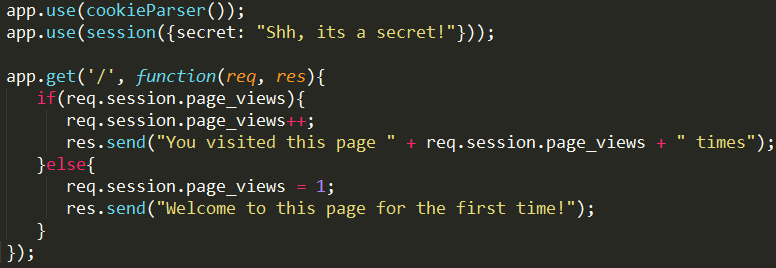 app.use(cookieParser());
app.use(session({secret: "Shh, its a secret!"}));

app.get('/', function(req, res){
   if(req.session.page_views){
      req.session.page_views++;
      res.send("You visited this page " + req.session.page_views + " times");
   }else{
      req.session.page_views = 1;
      res.send("Welcome to this page for the first time!");
   }
});